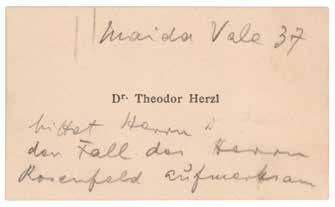 Maida Vale 37
Dr. Theodor Herzl
bittet Herrn
den Fall des Herrn
Rosenfeld aufmerksam